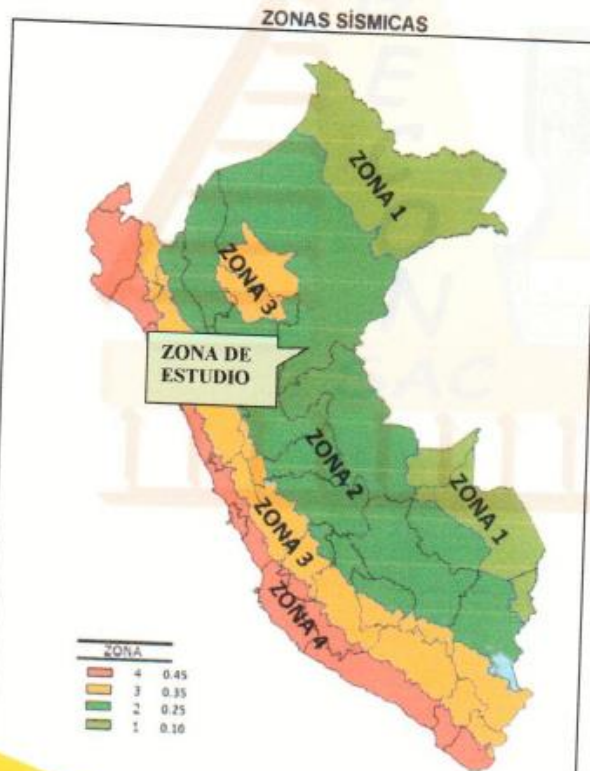 ZONAS SÍSMICAS
ZONA 1
ZONA 3
ZONA DE
ESTUDIO
ZONA 2
ZONA 1
ZONA 3
ZONA 4
ZONA
4 0.45
3 0.35
2 0.25
1 0.10